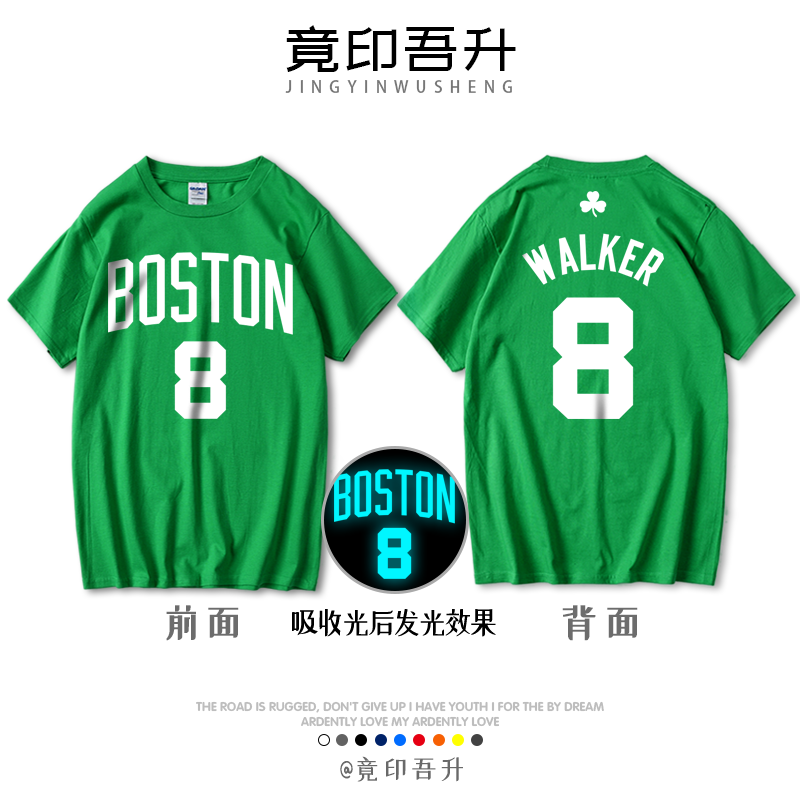 竟印吾升
JINGYINWUSHENG
BOSTON
8
WALKER
8
BOSTON
8
前面
吸收光后发光效果
背面
THE ROAD IS RUGGED, DON'T GIVE UP I HAVE YOUTH I FOR THE BY DREAM
ARDENTLY LOVE MY ARDENTLY LOVE
@竟印吾升